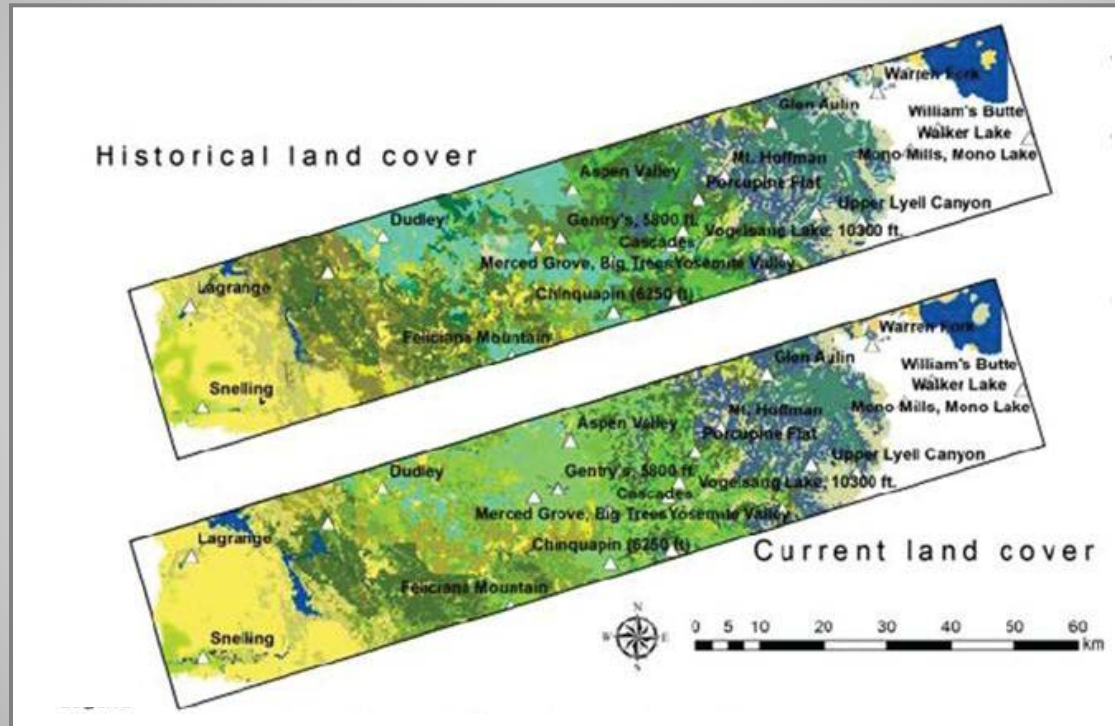 Historical land cover
Warren Fork
Glen Aulin
William's Butte
Walker Lake
Mono Mills, Mono Lake
Mt. Hoffman
Aspen Valley
Porcupine Flat
Upper Lyell Canyon
Dudley
Gentry's, 5800 ft.
Vogelsang Lake, 10300 ft.
Cascades
Merced Grove, Big Trees Yosemite Valley
Lagrange
Chinquapin (6250 ft)
Feliciana Mountain
Snelling
Warren Fork
Glen Aulin
William's Butte
Walker Lake
Mono Mills, Mono Lake
Mt. Hoffman
Aspen Valley
Porcupine Flat
Upper Lyell Canyon
Dudley
Gentry's, 5800 ft.
Vogelsang Lake, 10300 ft.
Cascades
Merced Grove, Big Trees Yosemite Valley
Lagrange
Chinquapin (6250 ft)
Current land cover
Feliciana Mountain
Snelling
N
W E
S
0 5 10 20 30 40 50 60
km